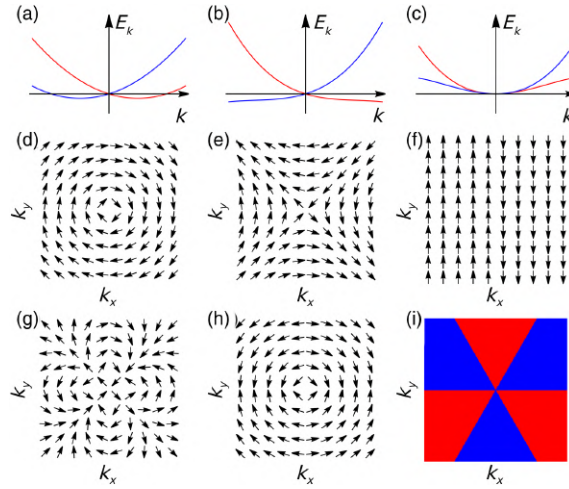 (a) E_k k
(b) E_k k
(c) E_k k
(d) k_y k_x
(e) k_y k_x
(f) k_y k_x
(g) k_y k_x
(h) k_y k_x
(i) k_y k_x